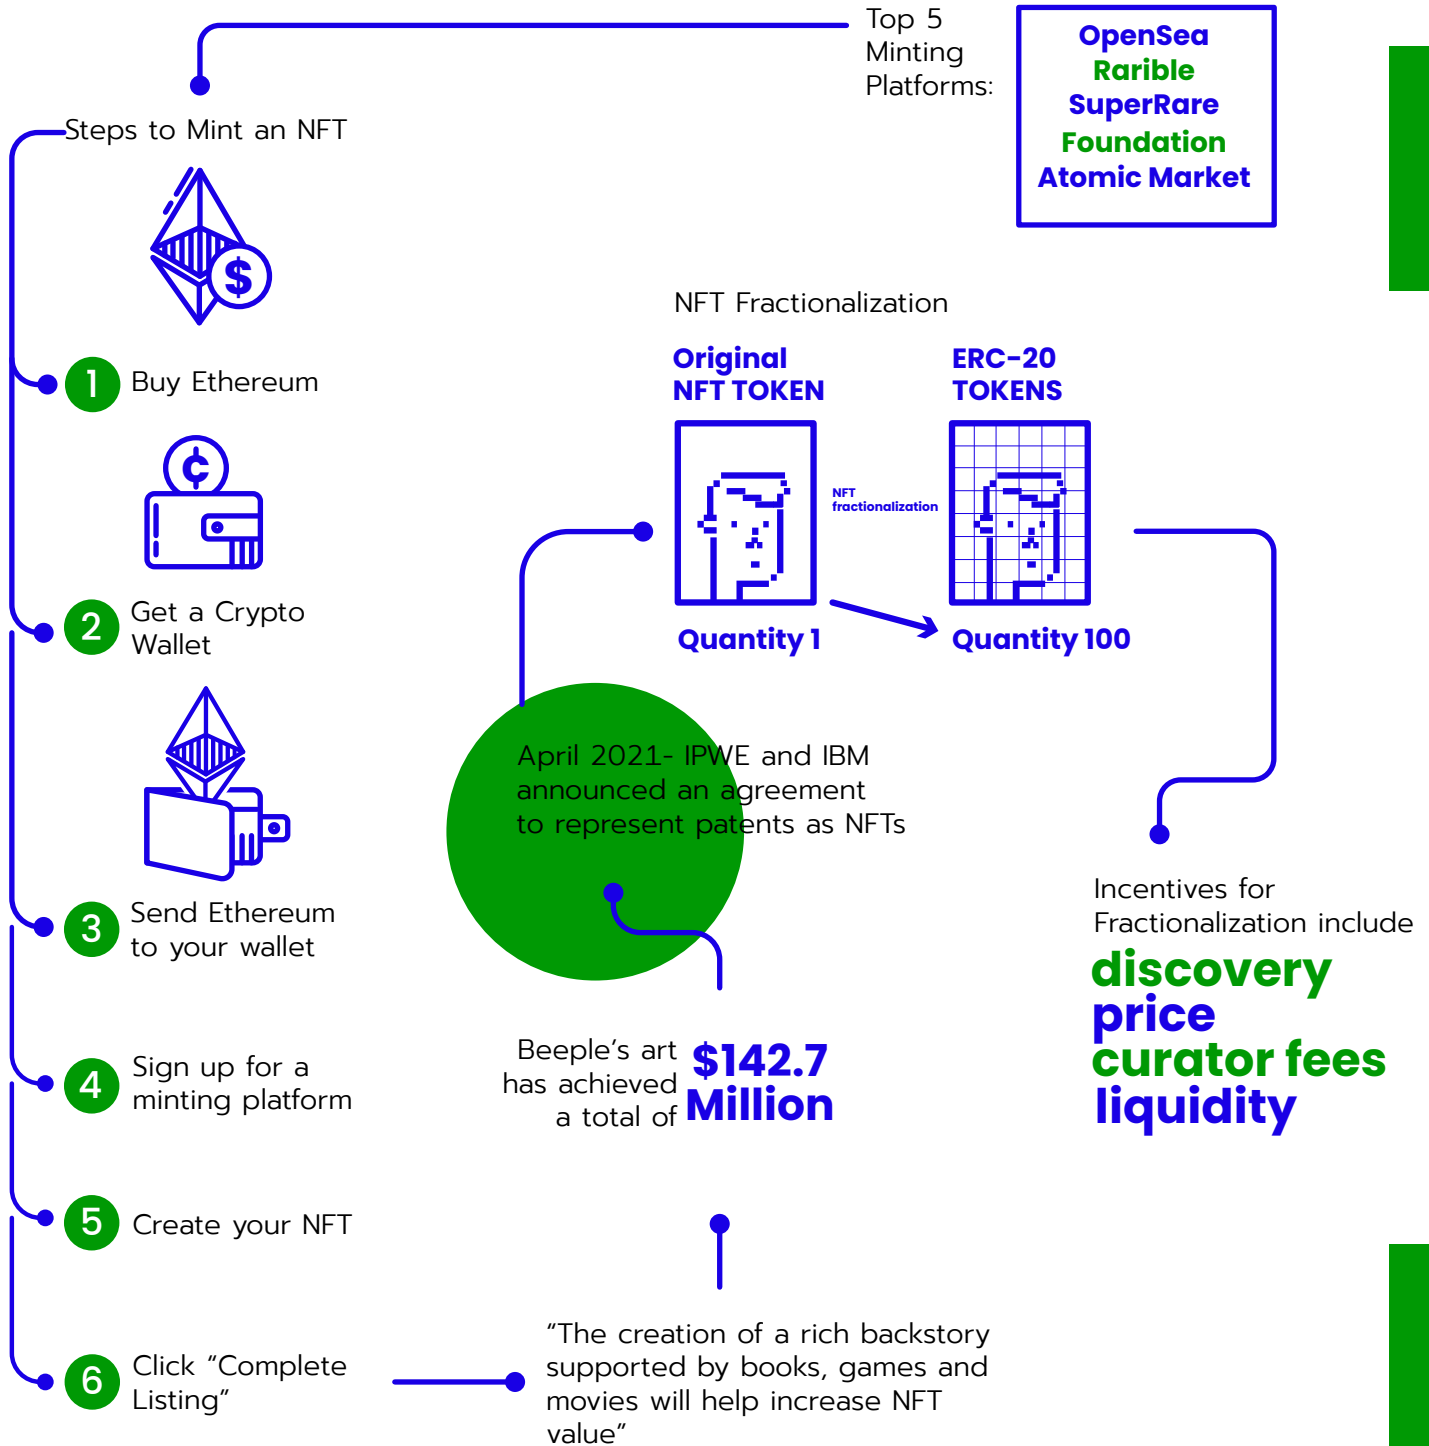 Top 5
Minting
Platforms:
OpenSea
Rarible
SuperRare
Foundation
Atomic Market
Steps to Mint an NFT
$
1
Buy Ethereum
¢
2
Get a Crypto
Wallet
3
Send Ethereum
to your wallet
4
Sign up for a
minting platform
5
Create your NFT
6
Click “Complete
Listing”
“The creation of a rich backstory
supported by books, games and
movies will help increase NFT
value”
Beeple’s art
has achieved
a total of
$142.7
Million
April 2021- IPWE and IBM
announced an agreement
to represent patents as NFTs
NFT Fractionalization
Original
NFT TOKEN
ERC-20
TOKENS
NFT
fractionalization
Quantity 1
Quantity 100
Incentives for
Fractionalization include
discovery
price
curator fees
liquidity